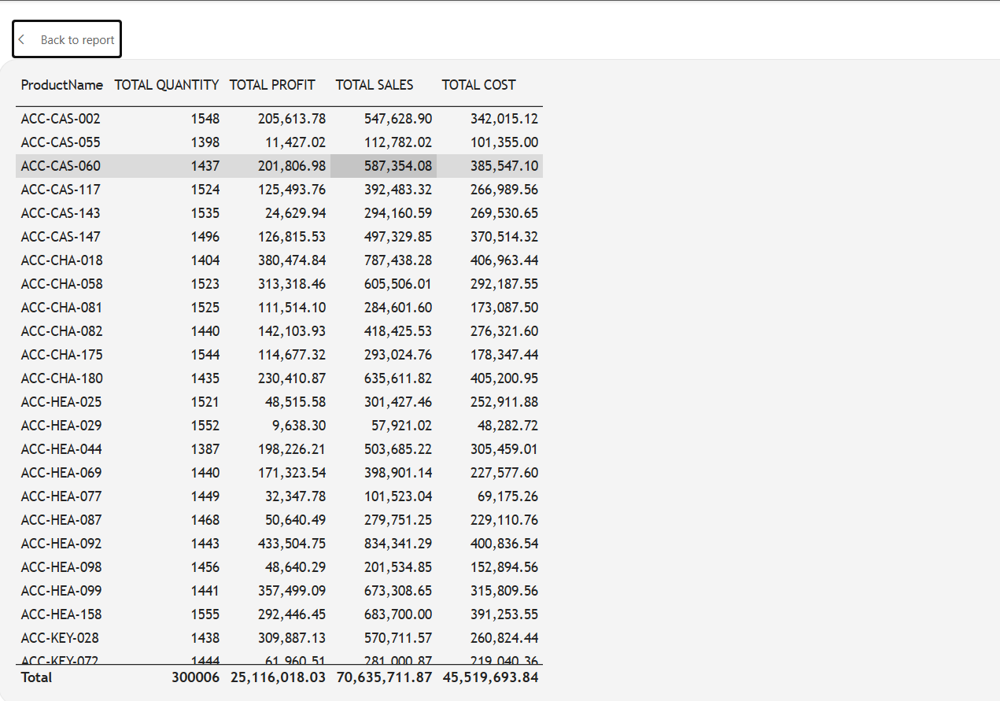 Back to report
ProductName TOTAL QUANTITY TOTAL PROFIT TOTAL SALES TOTAL COST
ACC-CAS-002 1548 205,613.78 547,628.90 342,015.12
ACC-CAS-055 1398 11,427.02 112,782.02 101,355.00
ACC-CAS-060 1437 201,806.98 587,354.08 385,547.10
ACC-CAS-117 1524 125,493.76 392,483.32 266,989.56
ACC-CAS-143 1535 24,629.94 294,160.59 269,530.65
ACC-CAS-147 1496 126,815.53 497,329.85 370,514.32
ACC-CHA-018 1404 380,474.84 787,438.28 406,963.44
ACC-CHA-058 1523 313,318.46 605,506.01 292,187.55
ACC-CHA-081 1525 111,514.10 284,601.60 173,087.50
ACC-CHA-082 1440 142,103.93 418,425.53 276,321.60
ACC-CHA-175 1544 114,677.32 293,024.76 178,347.44
ACC-CHA-180 1435 230,410.87 635,611.82 405,200.95
ACC-HEA-025 1521 48,515.58 301,427.46 252,911.88
ACC-HEA-029 1552 9,638.30 57,921.02 48,282.72
ACC-HEA-044 1387 198,226.21 503,685.22 305,459.01
ACC-HEA-069 1440 171,323.54 398,901.14 227,577.60
ACC-HEA-077 1449 32,347.78 101,523.04 69,175.26
ACC-HEA-087 1468 50,640.49 279,751.25 229,110.76
ACC-HEA-092 1443 433,504.75 834,341.29 400,836.54
ACC-HEA-098 1456 48,640.29 201,534.85 152,894.56
ACC-HEA-099 1441 357,499.09 673,308.65 315,809.56
ACC-HEA-158 1555 292,446.45 683,700.00 391,253.55
ACC-KEY-028 1438 309,887.13 570,711.57 260,824.44
ACC-KEY-072 1444 61,960.51 281,000.87 219,040.36
Total 300006 25,116,018.03 70,635,711.87 45,519,693.84